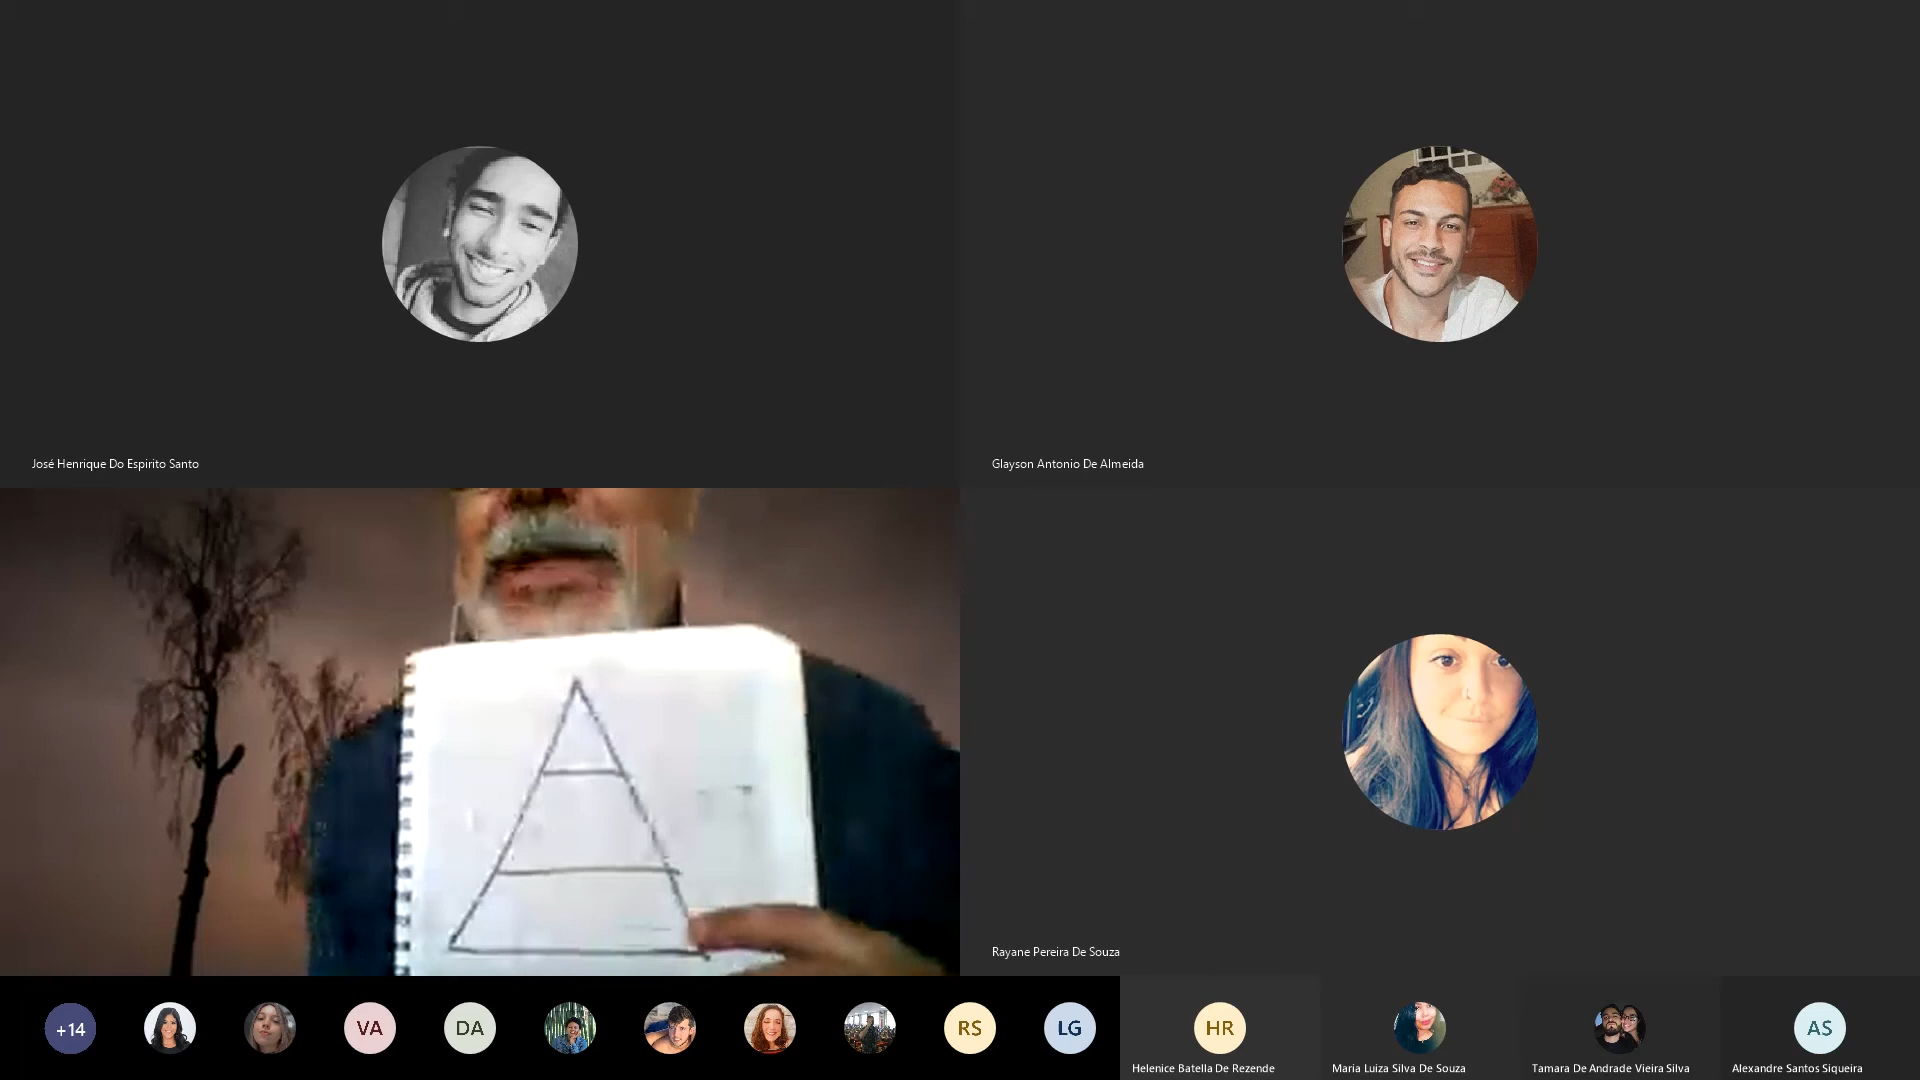 José Henrique Do Espirito Santo
Glayson Antonio De Almeida
Rayane Pereira De Souza
+14
VA
DA
RS
LG
HR
Helenice Batella De Rezende
Maria Luiza Silva De Souza
Tamara De Andrade Vieira Silva
AS
Alexandre Santos Siqueira